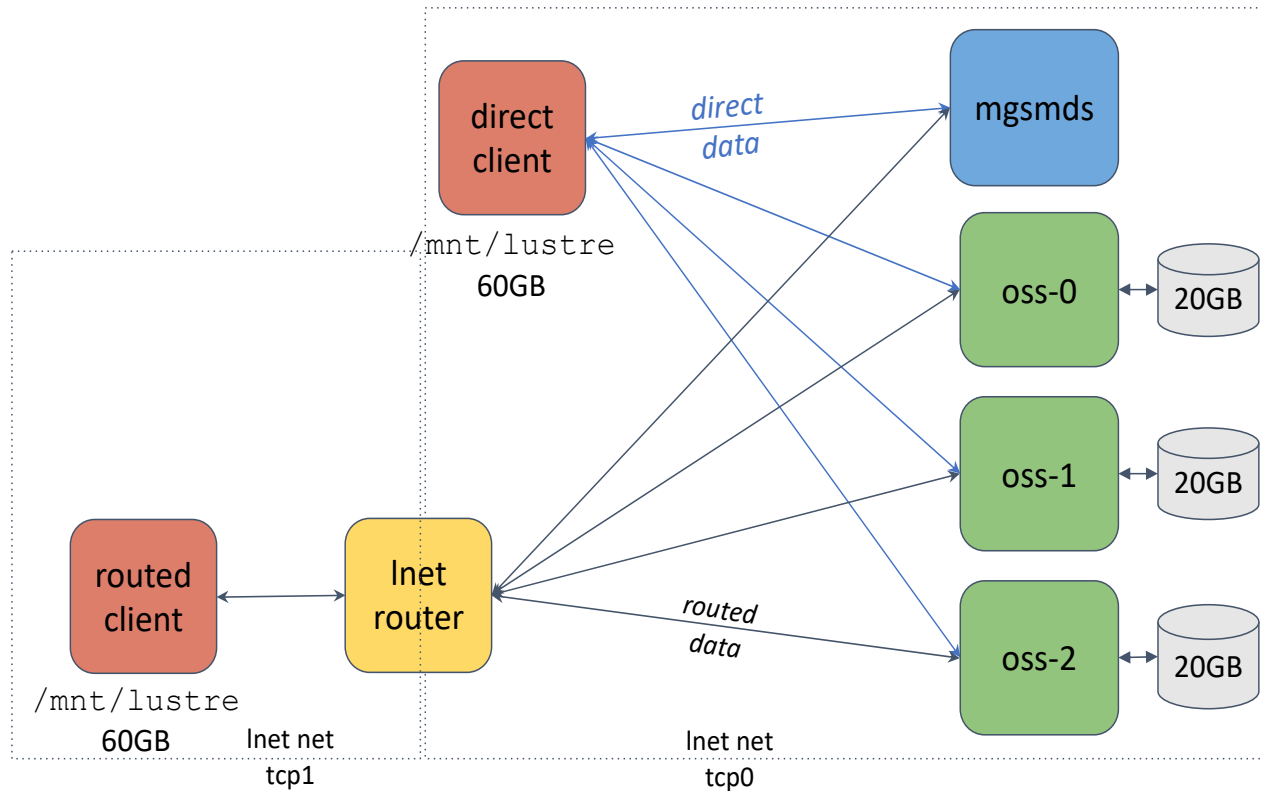 direct
client
/mnt/lustre
60GB
direct
data
mgsmds
oss-0
20GB
oss-1
20GB
routed
client
/mnt/lustre
60GB
lnet
router
routed
data
oss-2
20GB
lnet net
tcp1
lnet net
tcp0